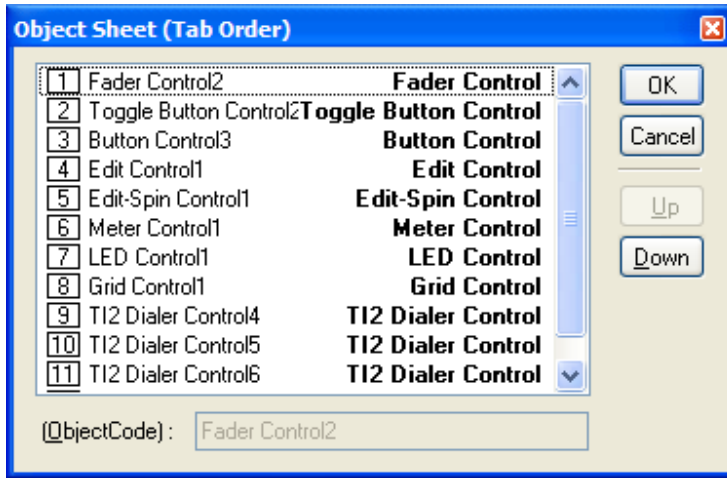 Object Sheet (Tab Order)
1 Fader Control2 Fader Control
2 Toggle Button Control2 Toggle Button Control
3 Button Control3 Button Control
4 Edit Control1 Edit Control
5 Edit-Spin Control1 Edit-Spin Control
6 Meter Control1 Meter Control
7 LED Control1 LED Control
8 Grid Control1 Grid Control
9 TI2 Dialer Control4 TI2 Dialer Control
10 TI2 Dialer Control5 TI2 Dialer Control
11 TI2 Dialer Control6 TI2 Dialer Control
OK
Cancel
Up
Down
(ObjectCode) : Fader Control2